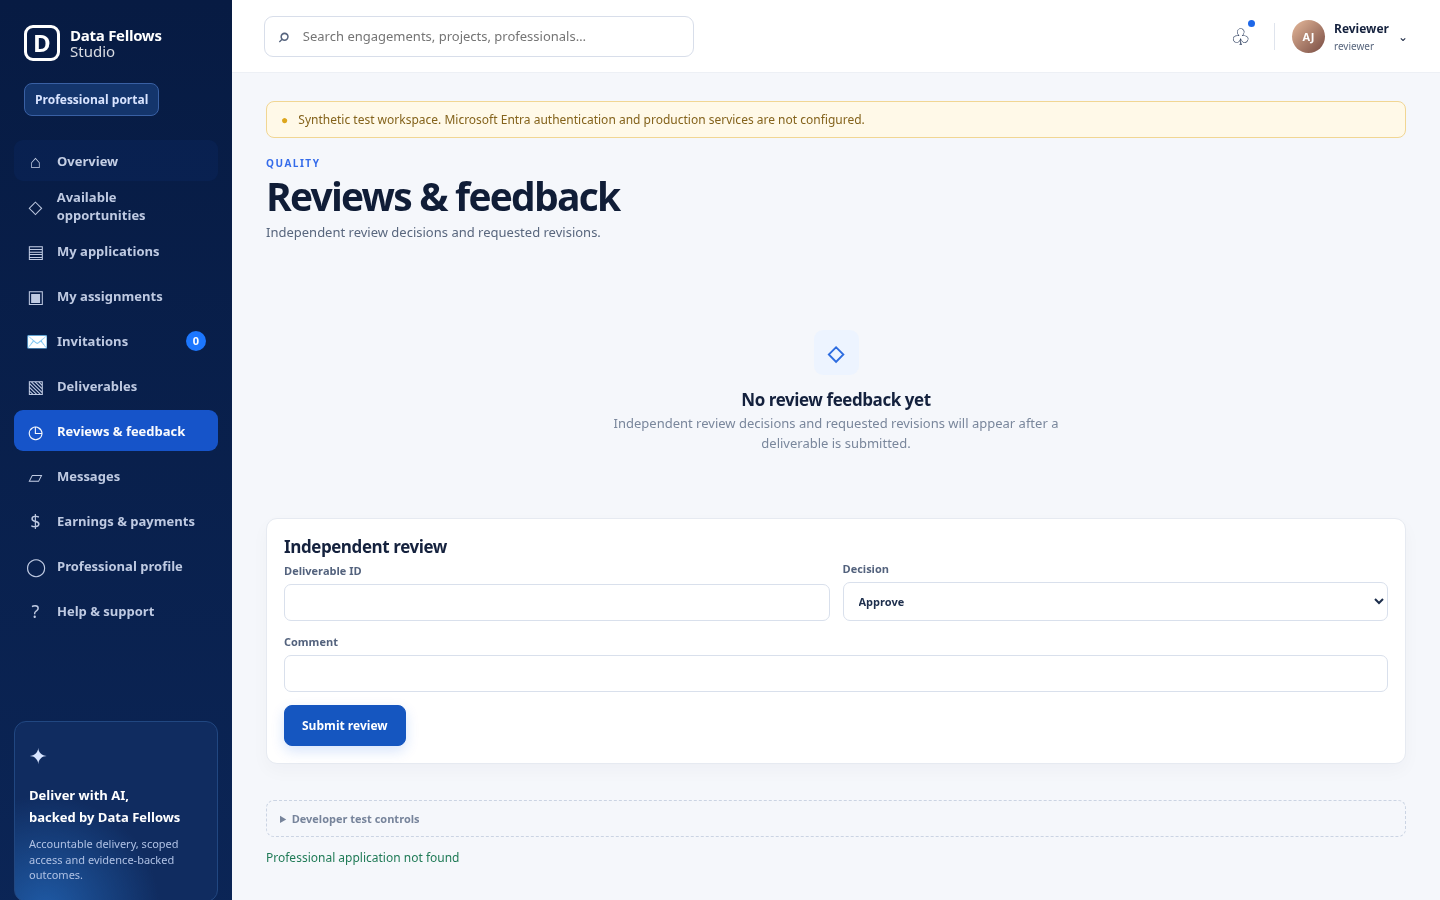 D
Data Fellows
Studio
Professional portal
Overview
Available
opportunities
My applications
My assignments
Invitations
0
Deliverables
Reviews & feedback
Messages
$
Earnings & payments
Professional profile
?
Help & support
Deliver with AI,
backed by Data Fellows
Accountable delivery, scoped
access and evidence-backed
outcomes.
Search engagements, projects, professionals...
AJ
Reviewer
reviewer
Synthetic test workspace. Microsoft Entra authentication and production services are not configured.
QUALITY
Reviews & feedback
Independent review decisions and requested revisions.
No review feedback yet
Independent review decisions and requested revisions will appear after a
deliverable is submitted.
Independent review
Deliverable ID
Decision
Approve
Comment
Submit review
Developer test controls
Professional application not found